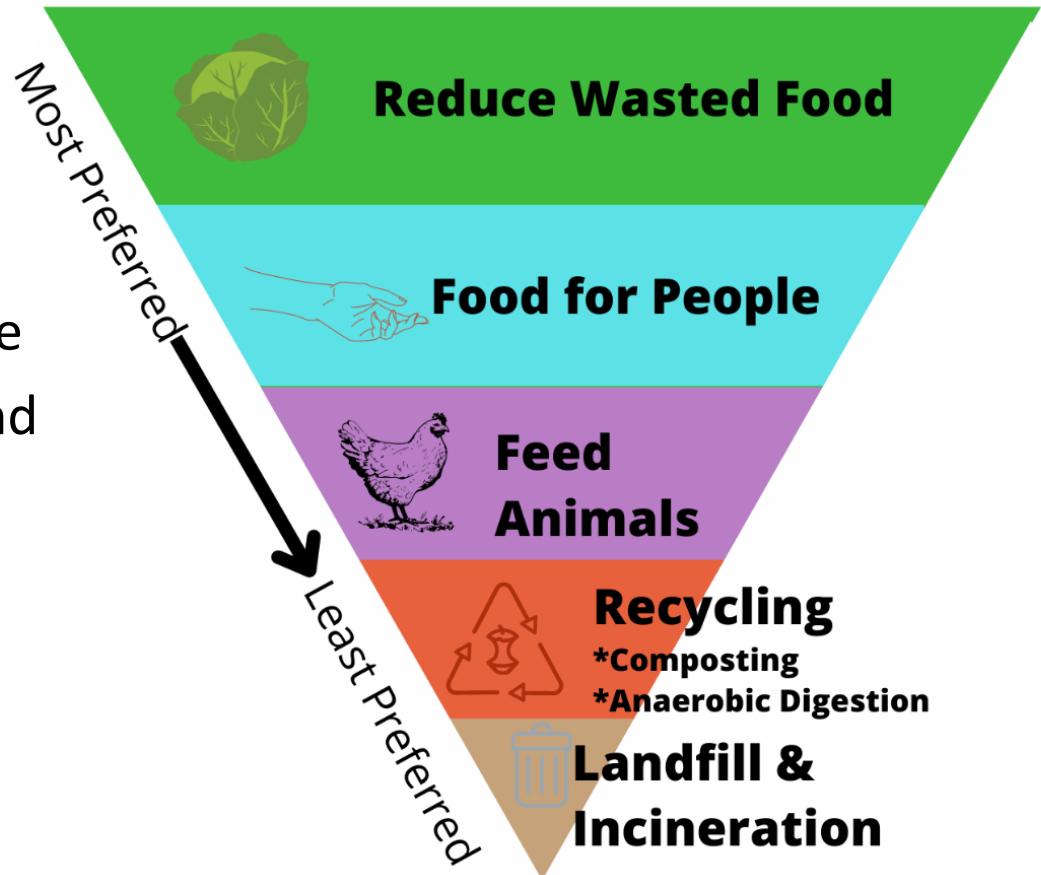 Most Preferred
Reduce Wasted Food
Food for People
Feed
Animals
Recycling
*Composting
*Anaerobic Digestion
Landfill &
Incineration
Least Preferred